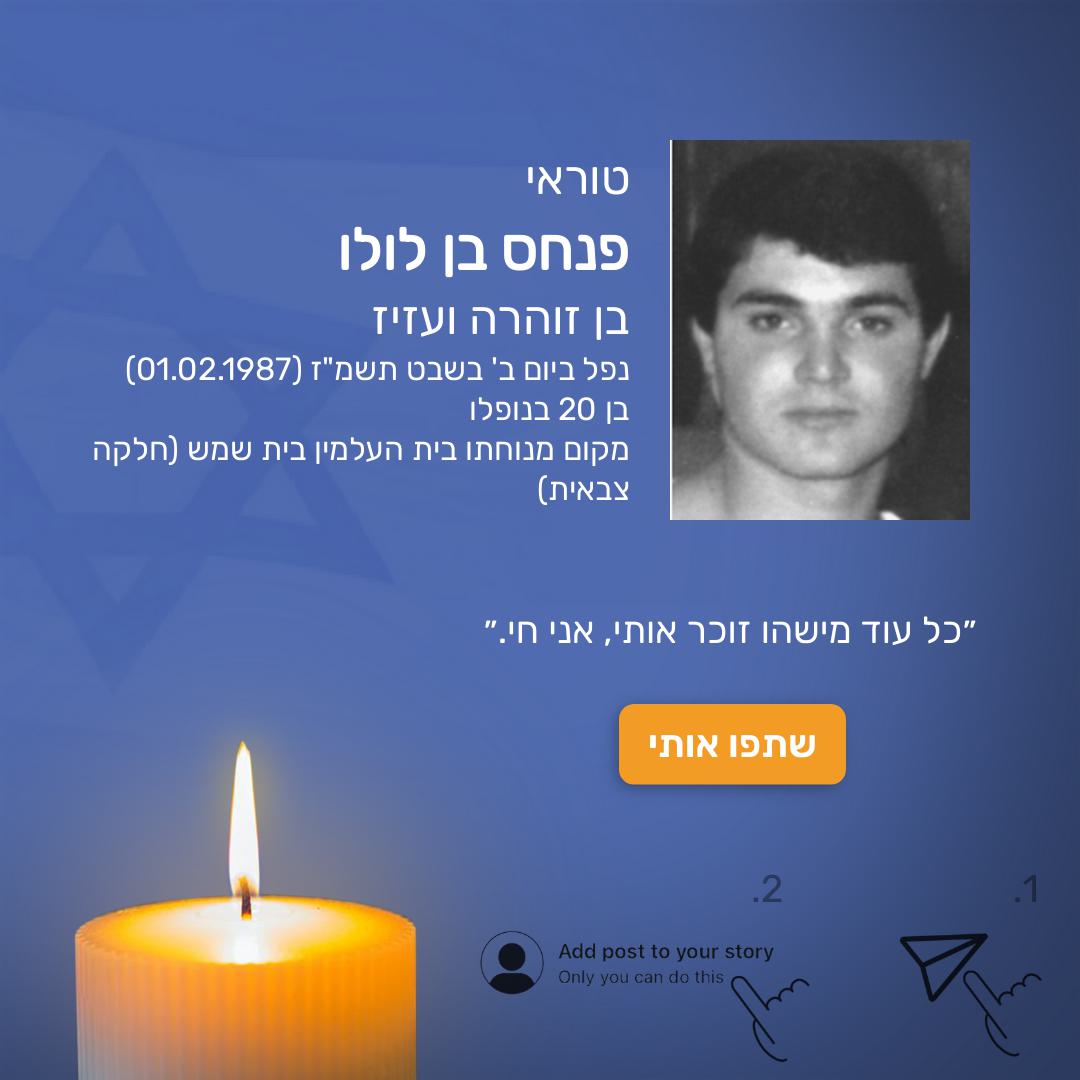 טוראי
פנחס בן לולו
בן זוהרה ועזיז
נפל ביום ב' בשבט תשמ"ז (01.02.1987)
בן 20 בנופלו
מקום מנוחתו בית העלמין בית שמש (חלקה
צבאית)
״כל עוד מישהו זוכר אותי, אני חי.״
שתפו אותי
.1
.2
Add post to your story
Only you can do this